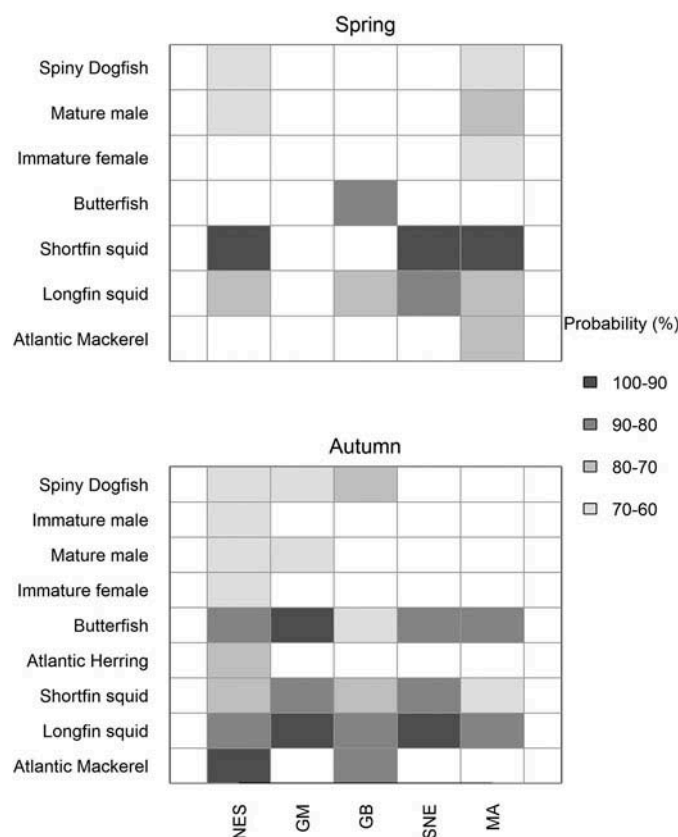 Spring
Spiny Dogfish
Mature male
Immature female
Butterfish
Shortfin squid
Longfin squid
Atlantic Mackerel
Probability (%)
100-90
90-80
80-70
70-60
Autumn
Spiny Dogfish
Immature male
Mature male
Immature female
Butterfish
Atlantic Herring
Shortfin squid
Longfin squid
Atlantic Mackerel
NES
GM
GB
SNE
MA